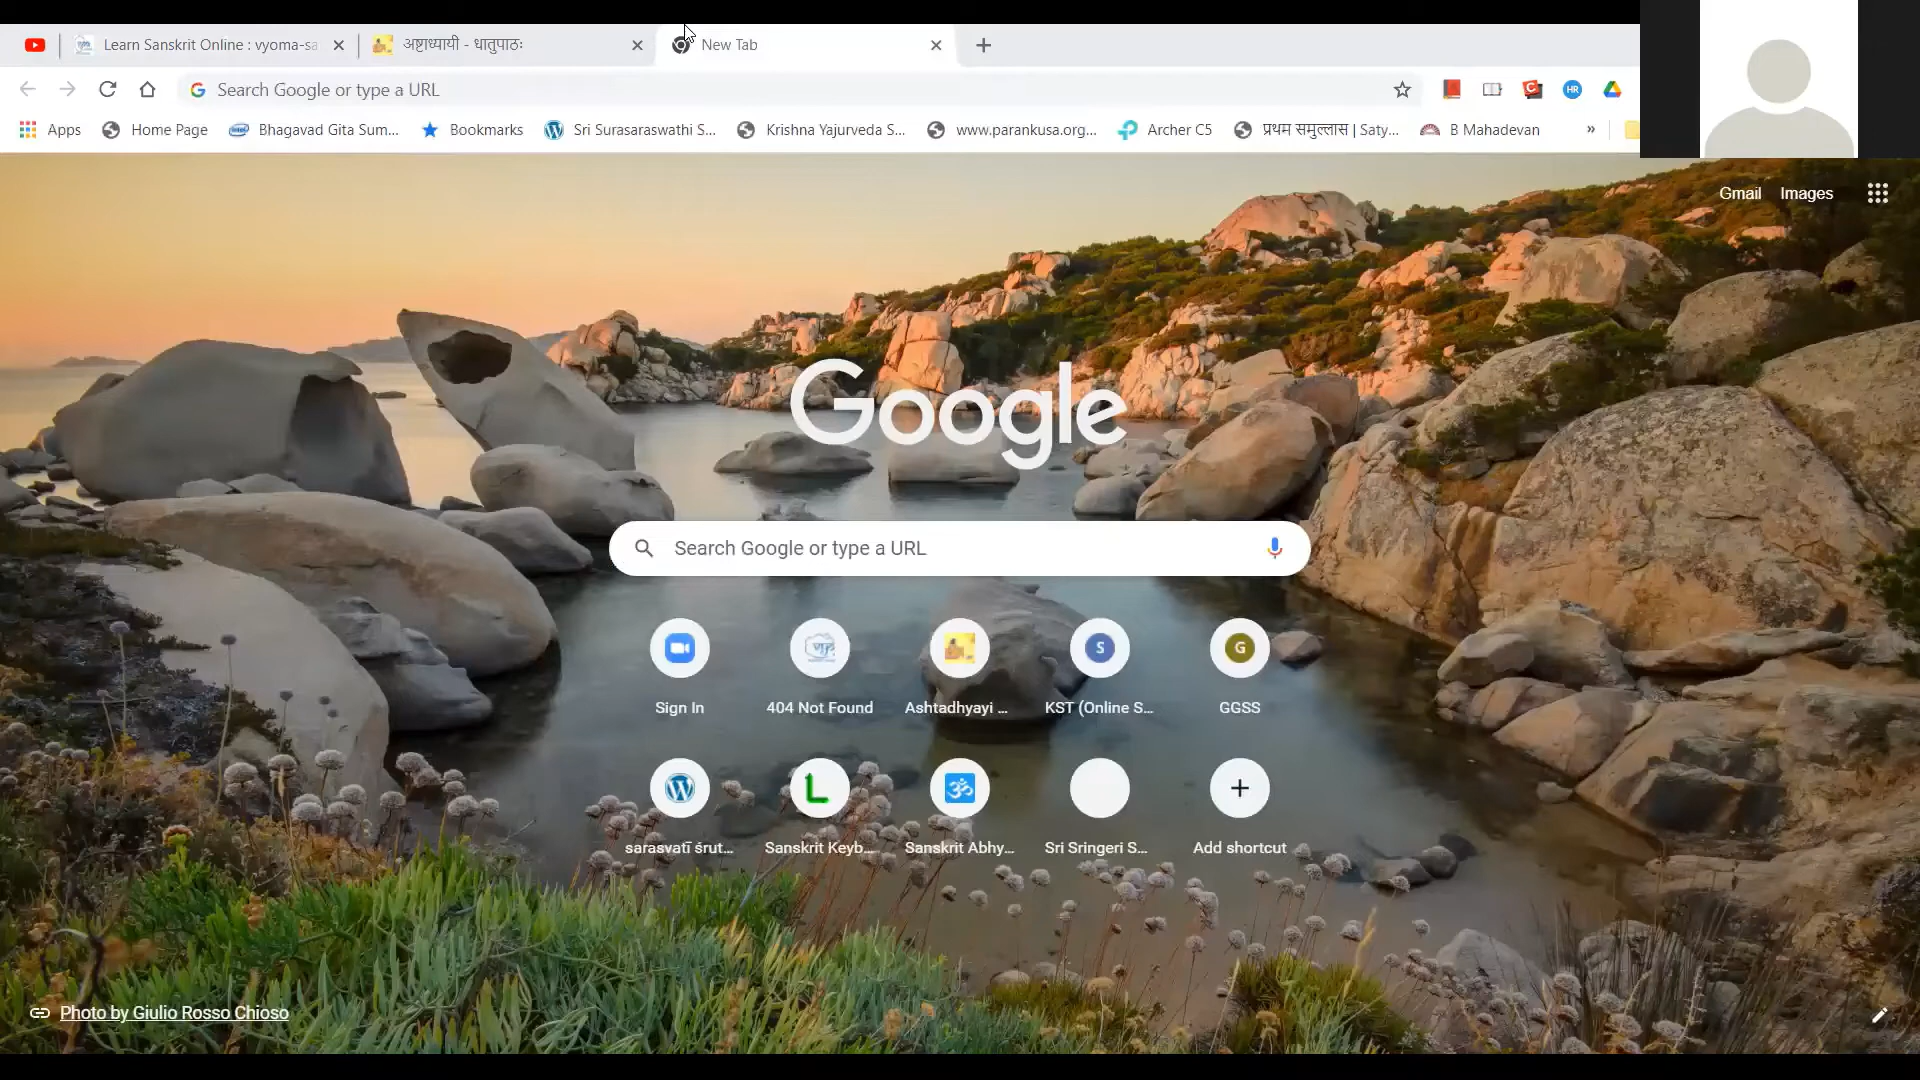 Learn Sanskrit Online : vyoma-sa
अष्टाध्यायी - धातुपाठः
New Tab
Search Google or type a URL
HR
Apps
Home Page
Bhagavad Gita Sum...
Bookmarks
Sri Surasaraswathi S...
Krishna Yajurveda S...
www.parankusa.org...
Archer C5
प्रथम समुल्लास | Saty...
B Mahadevan
»
Gmail
Images
Google
Search Google or type a URL
S
G
Sign In
404 Not Found
Ashtadhyayi ...
KST (Online S...
GGSS
L
ॐ
sarasvatī śrut...
Sanskrit Keyb...
Sanskrit Abhy...
Sri Sringeri S...
Add shortcut
Photo by Giulio Rosso Chioso